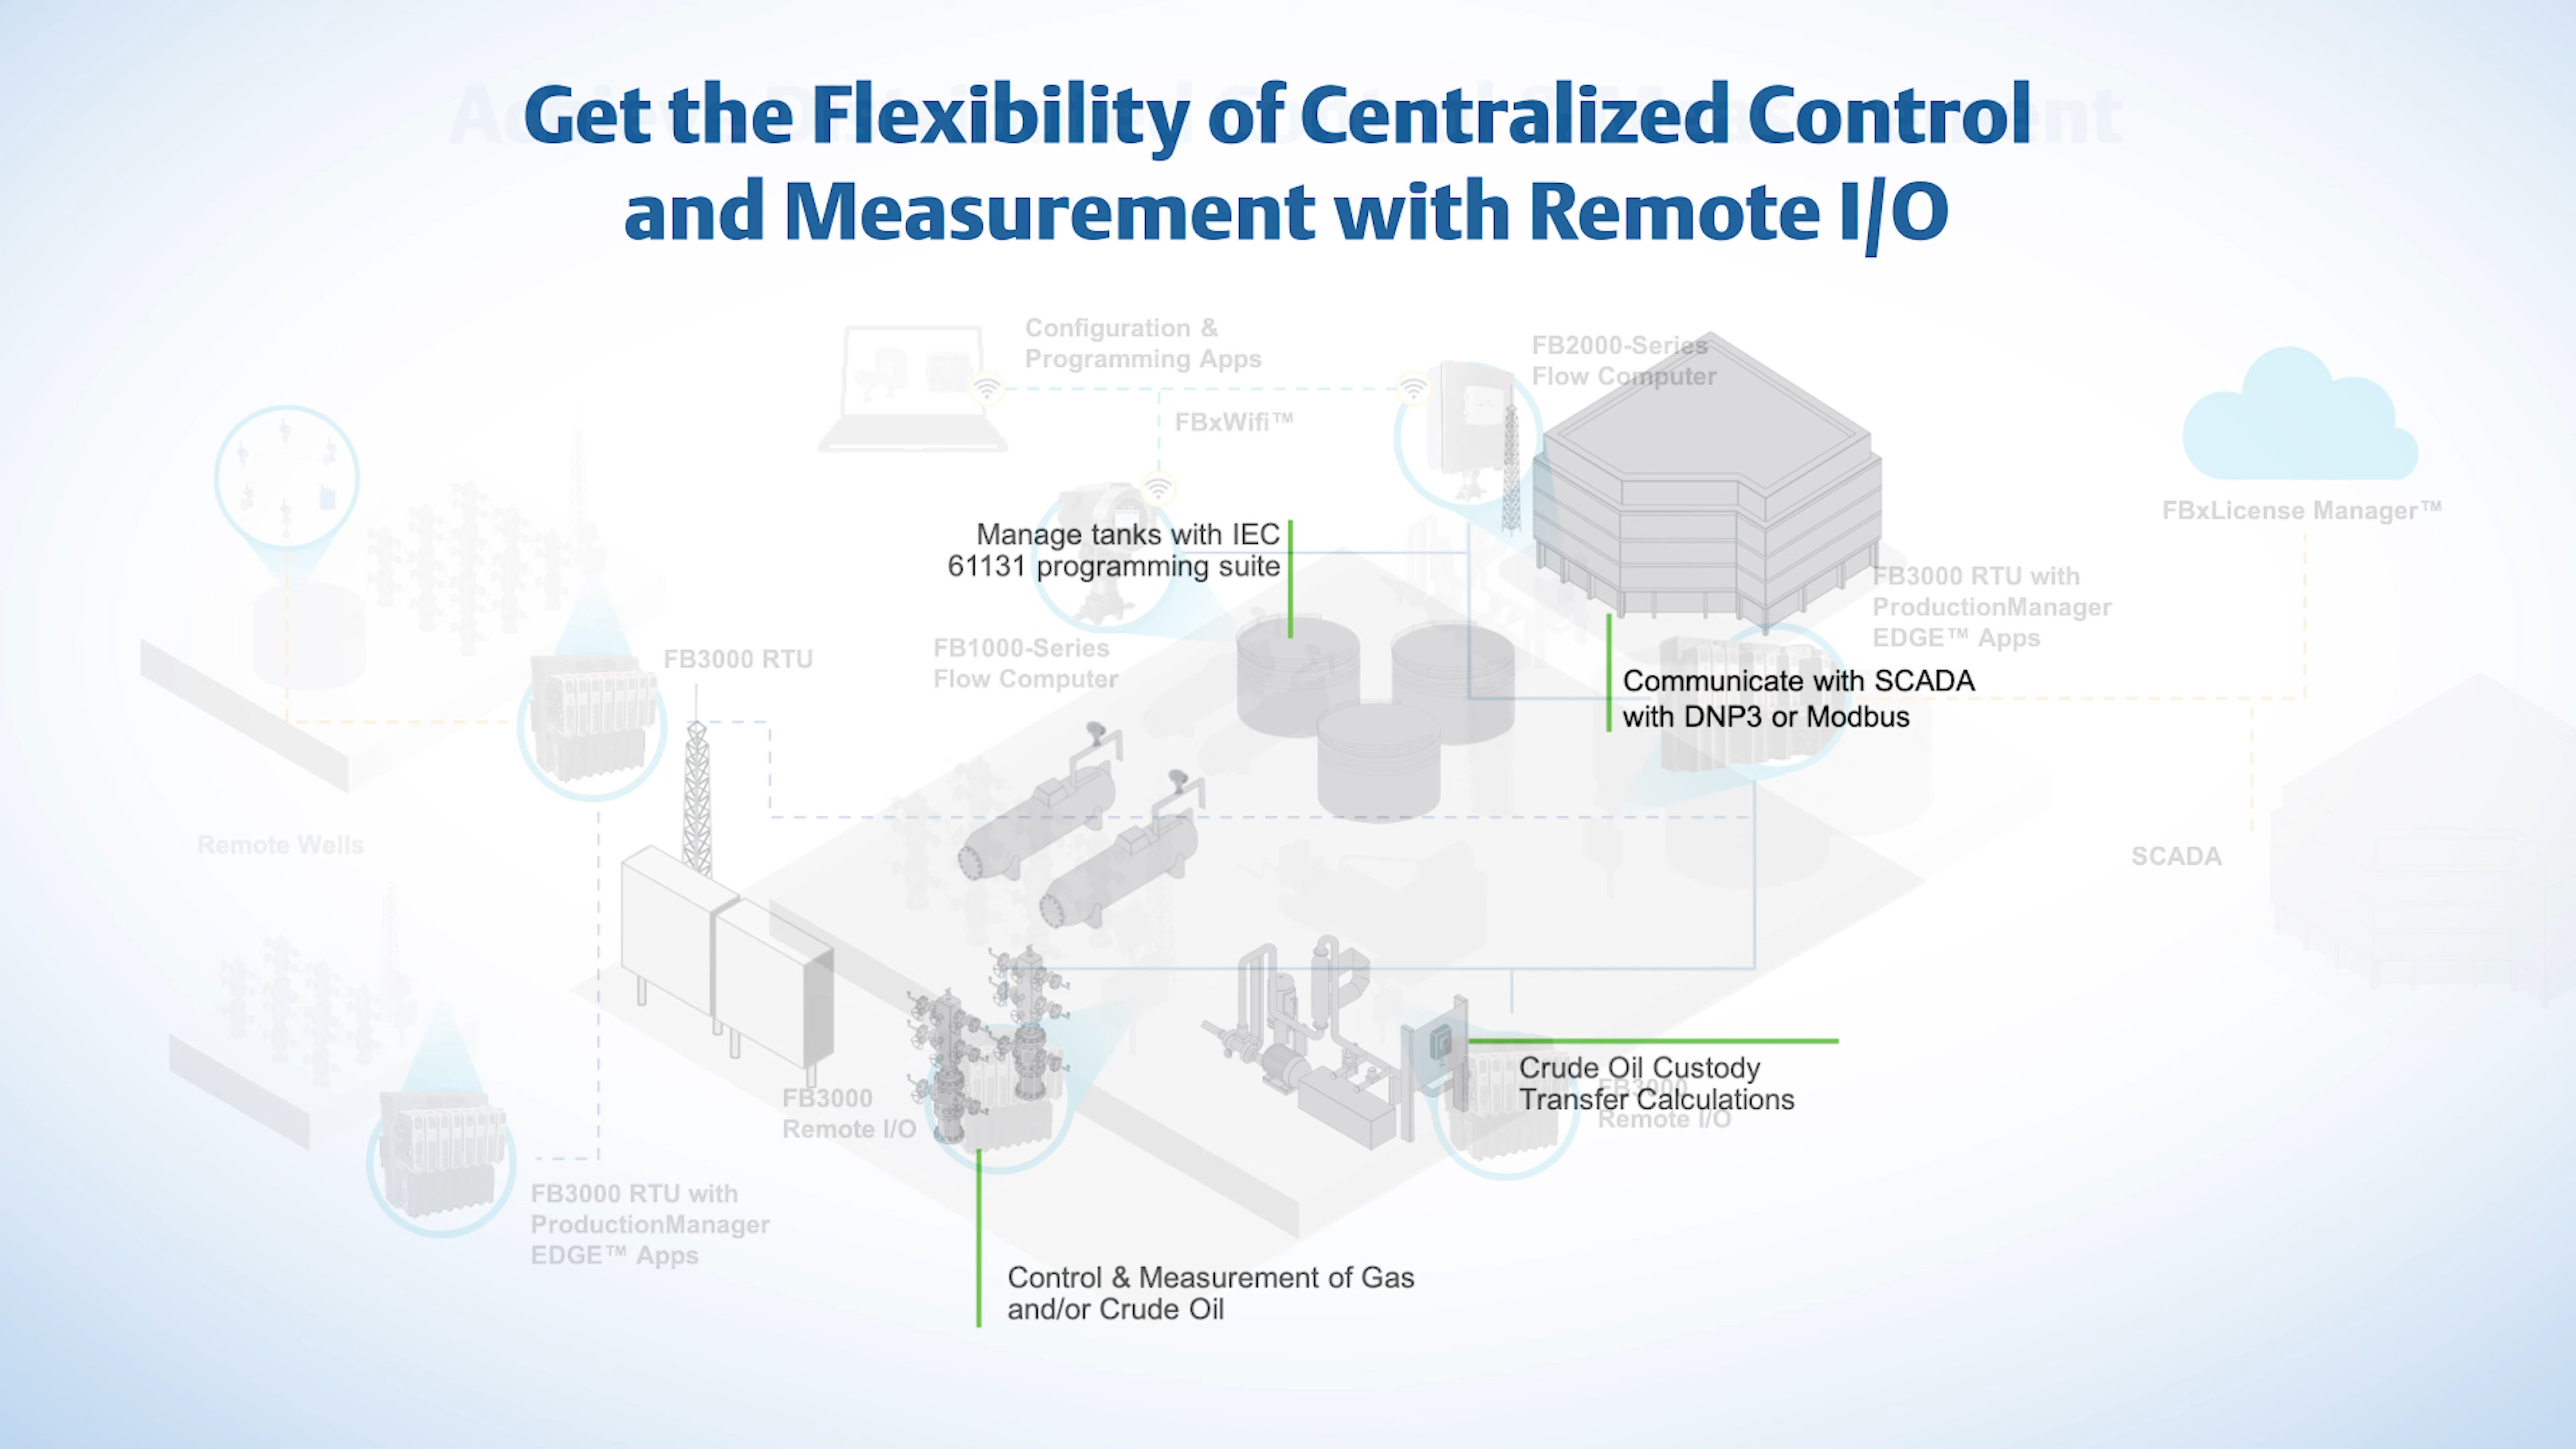 Get the Flexibility of Centralized Control
and Measurement with Remote I/O
Configuration &
Programming Apps
FBxWifi™
FB2000-Series
Flow Computer
FBxLicense Manager™
Manage tanks with IEC
61131 programming suite
FB3000 RTU with
ProductionManager
EDGE™ Apps
FB1000-Series
Flow Computer
FB3000 RTU
Communicate with SCADA
with DNP3 or Modbus
Remote Wells
SCADA
Crude Oil Custody
Transfer Calculations
FB3000
Remote I/O
FB3000
Remote I/O
FB3000 RTU with
ProductionManager
EDGE™ Apps
Control & Measurement of Gas
and/or Crude Oil